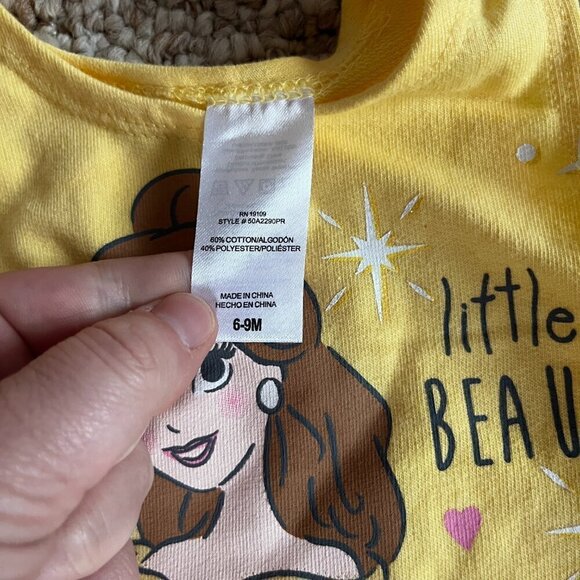 RN 19109
STYLE # 50A2290PR
60% COTTON/ALGODÓN
40% POLYESTER/POLIÉSTER
MADE IN CHINA
HECHO EN CHINA
6-9M
little
BEAU